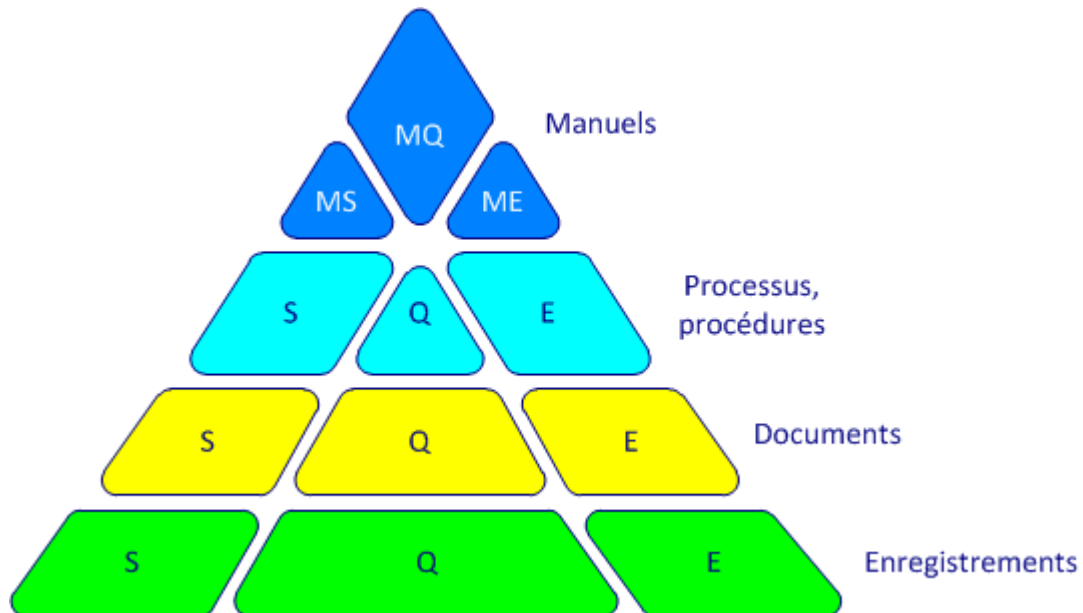 MQ
Manuels
MS
ME
S
Q
E
Processus,
procédures
S
Q
E
Documents
S
Q
E
Enregistrements